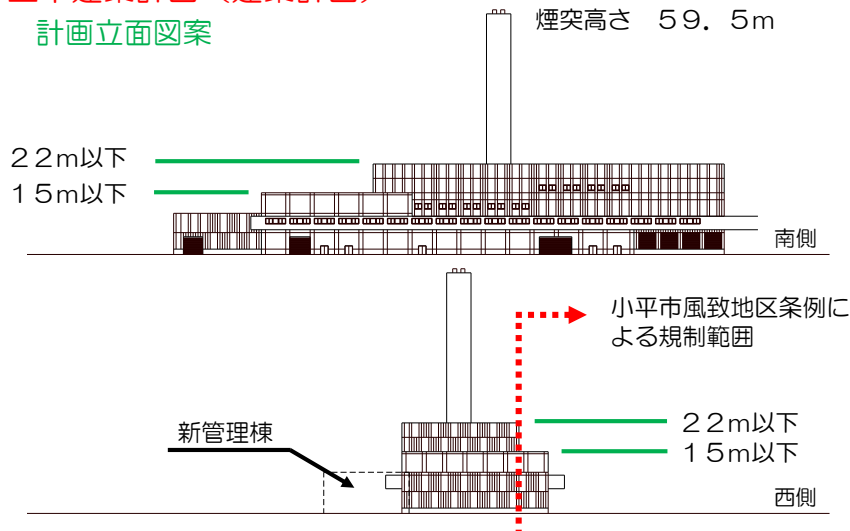 計画立面図案
煙突高さ　５９．５ｍ
２２ｍ以下
１５ｍ以下
南側
小平市風致地区条例に
よる規制範囲
２２ｍ以下
１５ｍ以下
新管理棟
西側